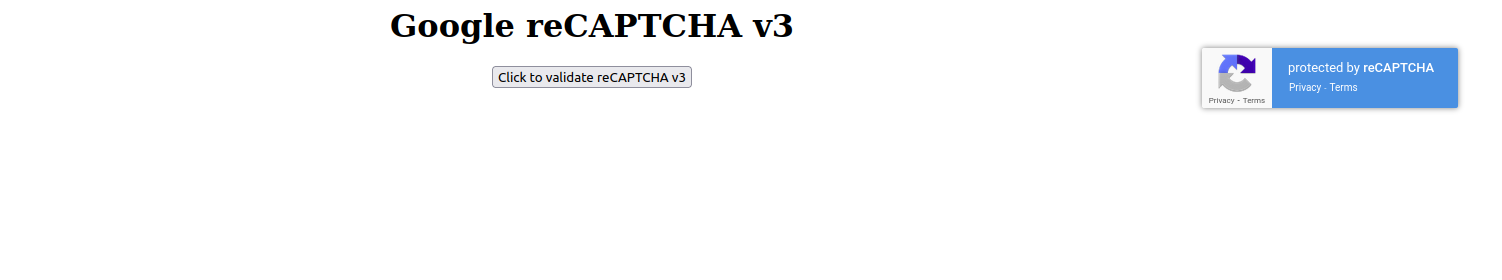 Google reCAPTCHA v3
Click to validate reCAPTCHA v3
protected by reCAPTCHA
Privacy - Terms
Privacy - Terms